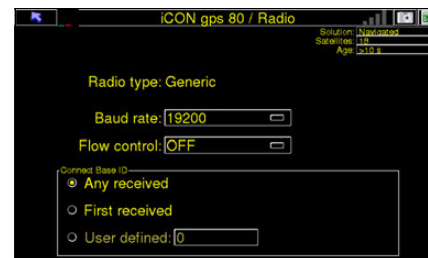 iCON gps 80 / Radio
Solution: Navigated
Satellites: 18
Age: >10 s
Radio type: Generic
Baud rate: 19200
Flow control: OFF
Connect Base ID
Any received
First received
User defined: 0